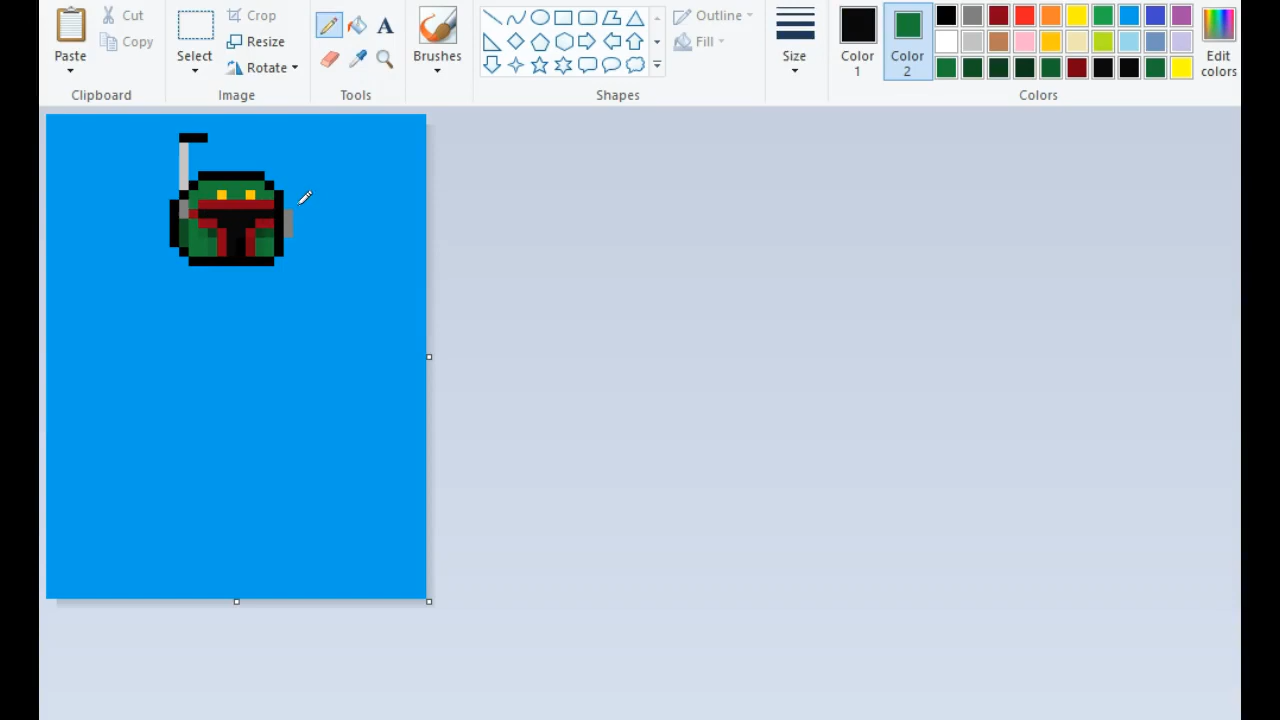 Paste
Cut
Copy
Clipboard
Select
Crop
Resize
Rotate
Image
A
Tools
Brushes
Shapes
Outline
Fill
Size
Color
1
Color
2
Edit
colors
Colors